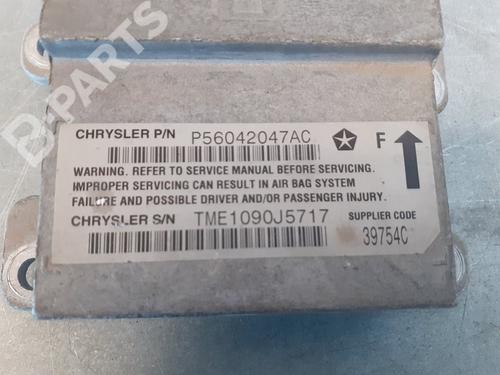 B-PARTS
CHRYSLER P/N P56042047AC
F
WARNING. REFER TO SERVICE MANUAL BEFORE SERVICING.
IMPROPER SERVICING CAN RESULT IN AIR BAG SYSTEM
FAILURE AND POSSIBLE DRIVER AND/OR PASSENGER INJURY.
CHRYSLER S/N TME1090J5717 SUPPLIER CODE
39754C